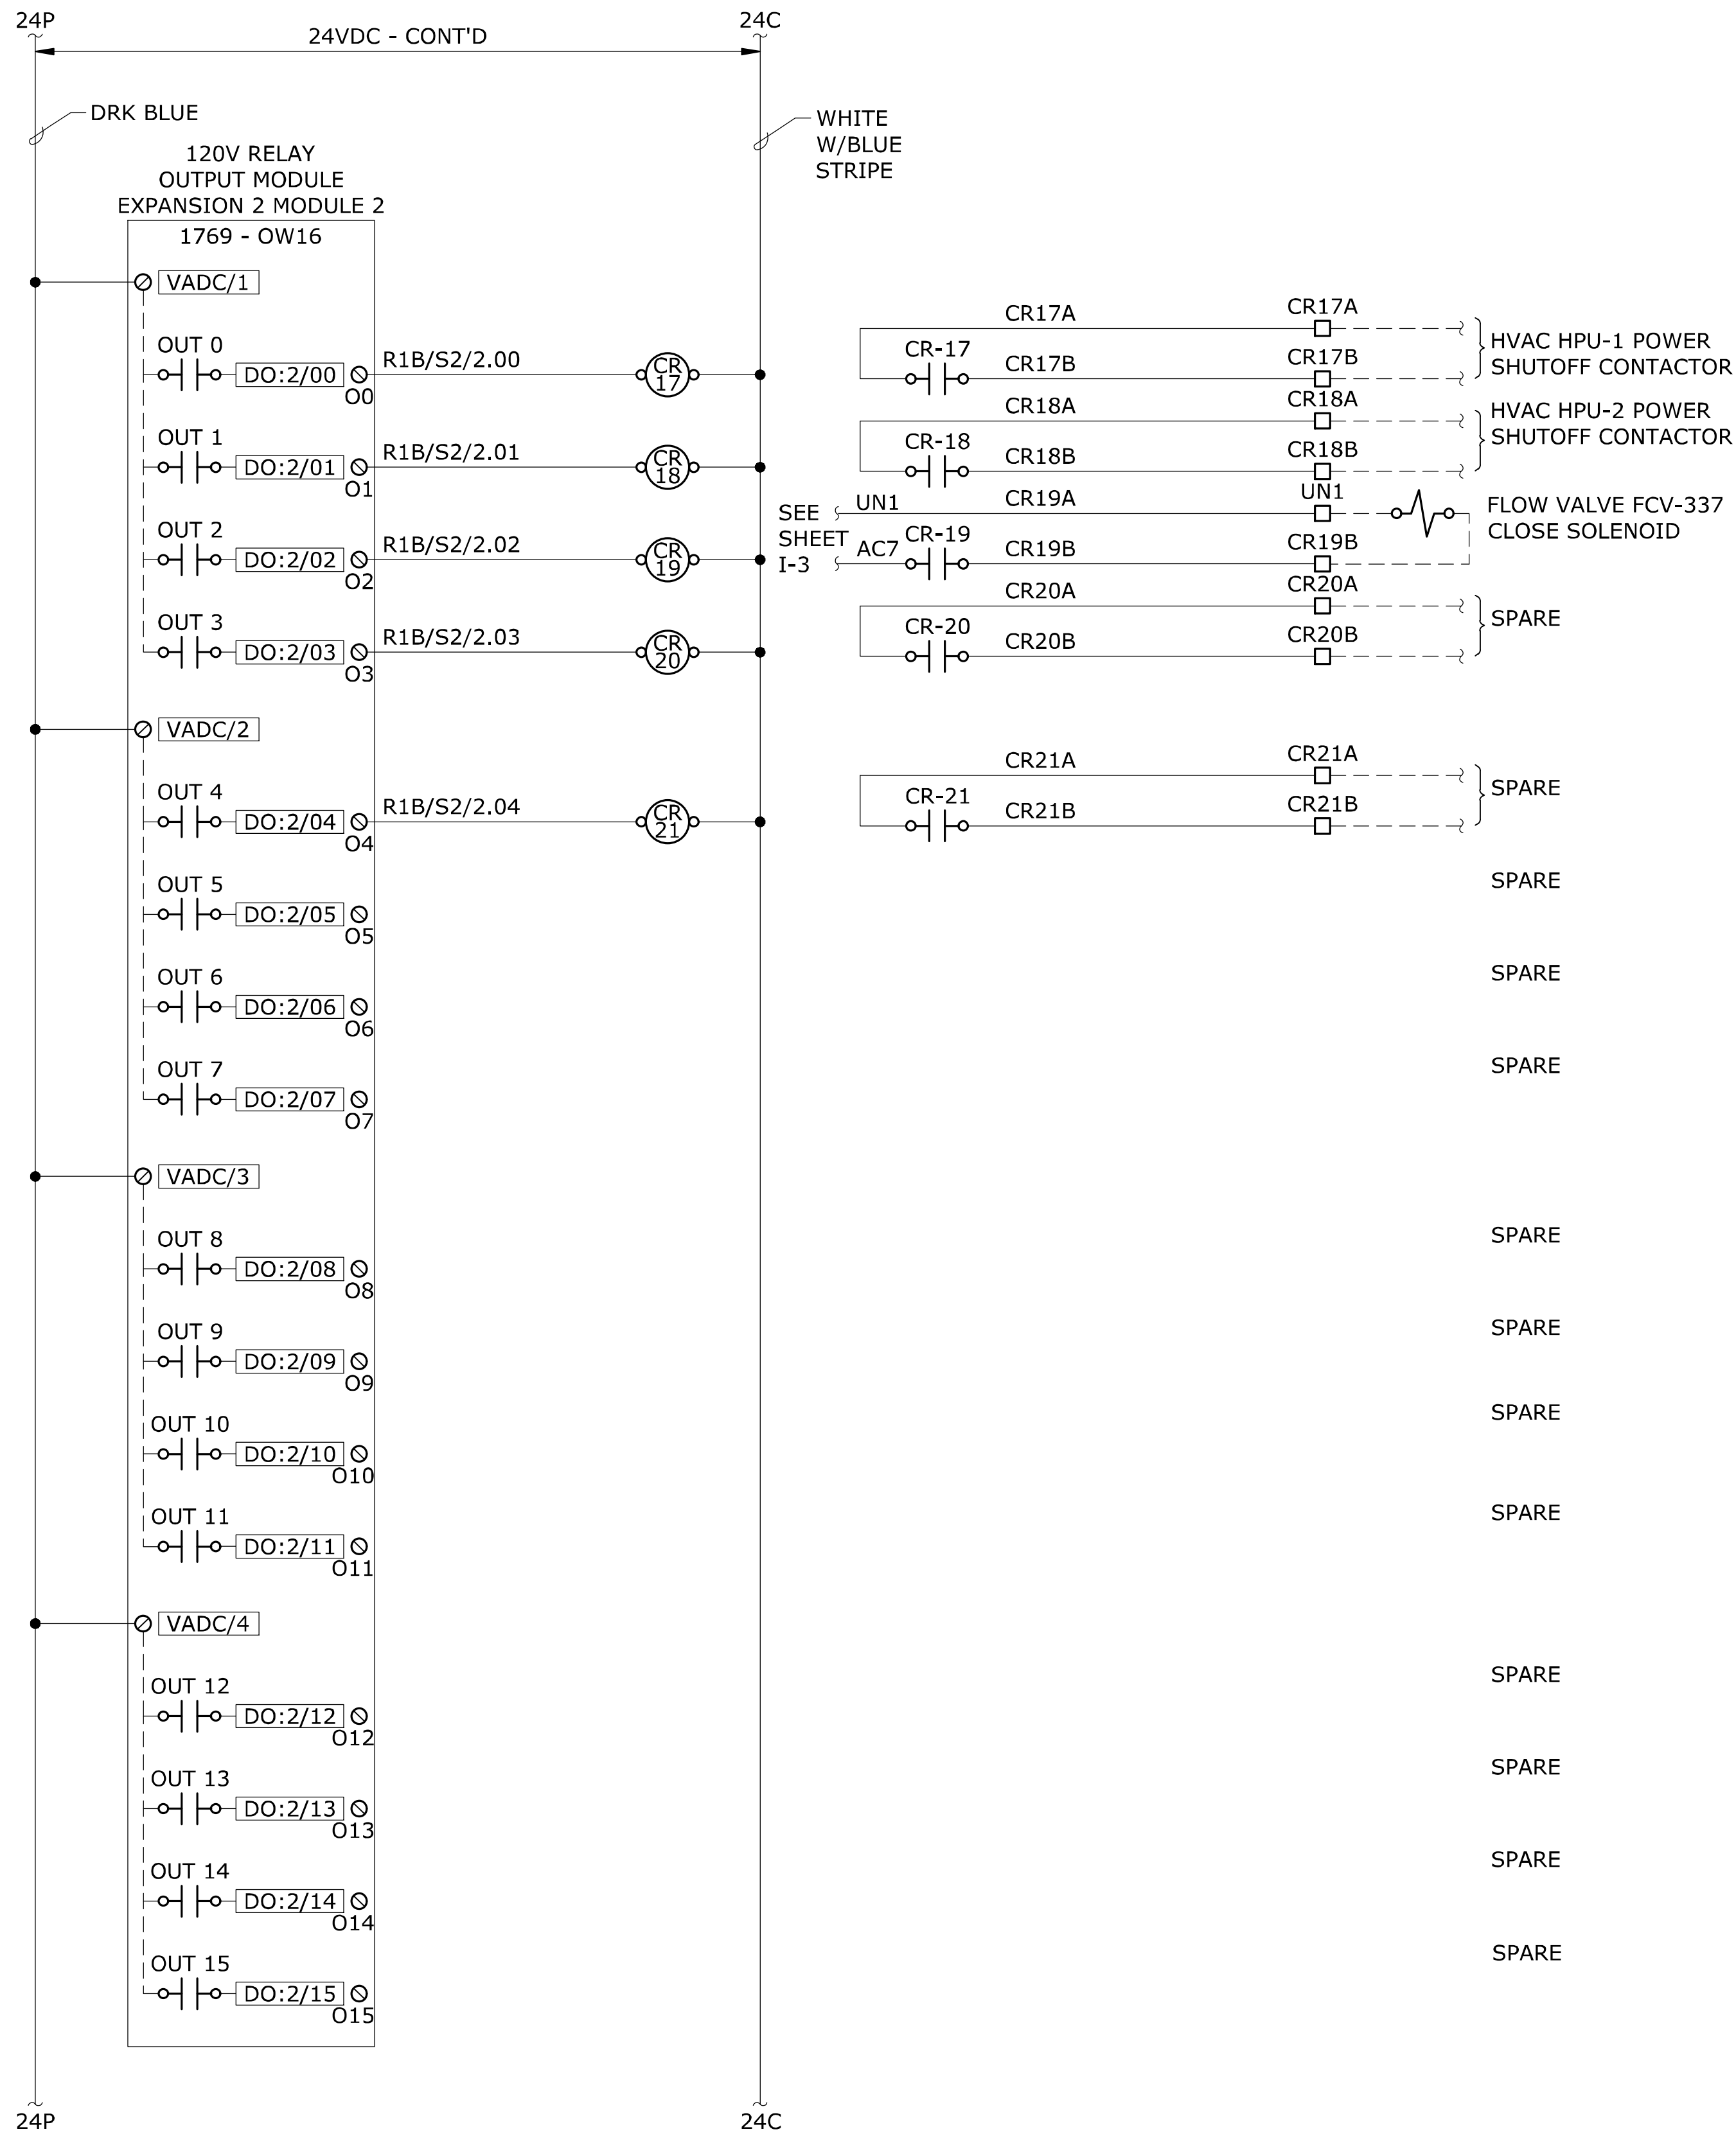 24P
24C
24VDC - CONT'D
DRK BLUE
WHITE
W/BLUE
STRIPE
120V RELAY
OUTPUT MODULE
EXPANSION 2 MODULE 2
1769 - OW16
VADC/1
OUT 0
DO:2/00
O0
R1B/S2/2.00
CR
17
CR17A
CR17A
CR-17
CR17B
CR17B
HVAC HPU-1 POWER
SHUTOFF CONTACTOR
OUT 1
DO:2/01
O1
R1B/S2/2.01
CR
18
CR18A
CR18A
CR-18
CR18B
CR18B
HVAC HPU-2 POWER
SHUTOFF CONTACTOR
OUT 2
DO:2/02
O2
R1B/S2/2.02
CR
19
SEE
SHEET
I-3
UN1
CR19A
UN1
AC7
CR-19
CR19B
CR19B
FLOW VALVE FCV-337
CLOSE SOLENOID
OUT 3
DO:2/03
O3
R1B/S2/2.03
CR
20
CR20A
CR20A
CR-20
CR20B
CR20B
SPARE
VADC/2
OUT 4
DO:2/04
O4
R1B/S2/2.04
CR
21
CR21A
CR21A
CR-21
CR21B
CR21B
SPARE
OUT 5
DO:2/05
O5
SPARE
OUT 6
DO:2/06
O6
SPARE
OUT 7
DO:2/07
O7
SPARE
VADC/3
OUT 8
DO:2/08
O8
SPARE
OUT 9
DO:2/09
O9
SPARE
OUT 10
DO:2/10
O10
SPARE
OUT 11
DO:2/11
O11
SPARE
VADC/4
OUT 12
DO:2/12
O12
SPARE
OUT 13
DO:2/13
O13
SPARE
OUT 14
DO:2/14
O14
SPARE
OUT 15
DO:2/15
O15
SPARE
24P
24C